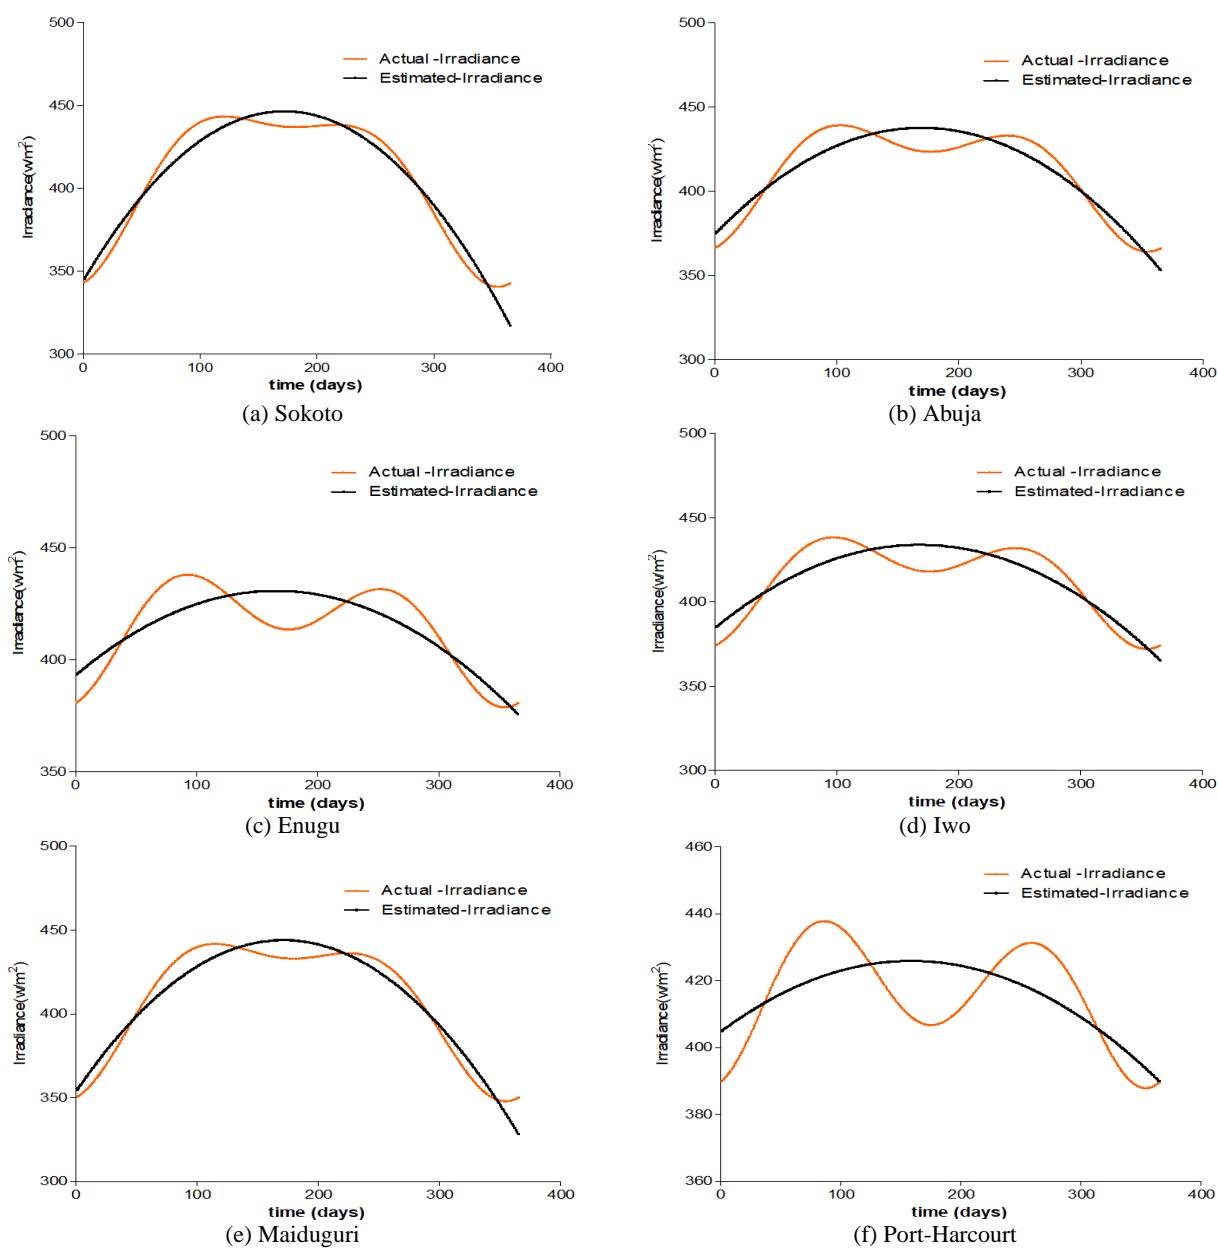 500
450
400
350
300
Irradiance(w/m²)
Actual -Irradiance
Estimated-Irradiance
0 100 200 300 400
time (days)
(a) Sokoto
500
450
400
350
300
Irradiance(w/m²)
Actual -Irradiance
Estimated-Irradiance
0 100 200 300 400
time (days)
(b) Abuja
500
450
400
350
Irradiance(w/m²)
Actual -Irradiance
Estimated-Irradiance
0 100 200 300 400
time (days)
(c) Enugu
500
450
400
350
300
Irradiance(w/m²)
Actual -Irradiance
Estimated-Irradiance
0 100 200 300 400
time (days)
(d) Iwo
500
450
400
350
300
Irradiance(w/m²)
Actual -Irradiance
Estimated-Irradiance
0 100 200 300 400
time (days)
(e) Maiduguri
460
440
420
400
380
360
Irradiance(w/m²)
Actual -Irradiance
Estimated-Irradiance
0 100 200 300 400
time (days)
(f) Port-Harcourt